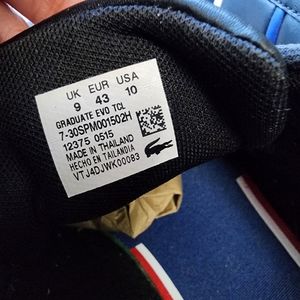 UK EUR USA
9 43 10
GRADUATE EVO TCL
7-30SPM001502H
12375 0515
MADE IN THAILAND
HECHO EN TAILANDIA
VTJ4DJWK00083